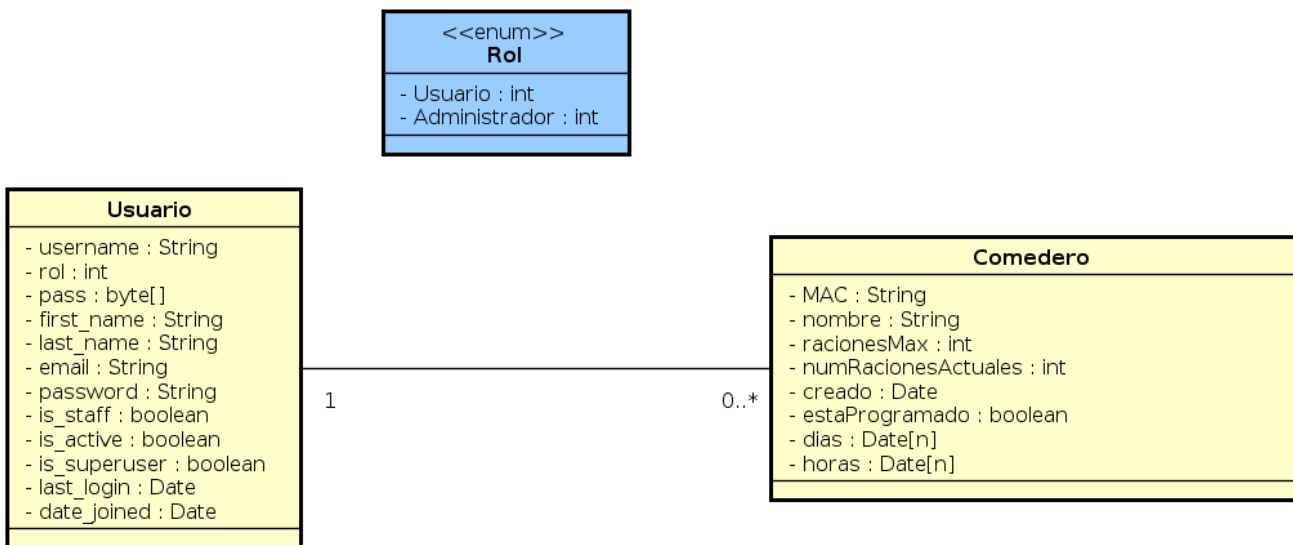 <<enum>>
Rol
- Usuario : int
- Administrador : int
Usuario
- username : String
- rol : int
- pass : byte[]
- first_name : String
- last_name : String
- email : String
- password : String
- is_staff : boolean
- is_active : boolean
- is_superuser : boolean
- last_login : Date
- date_joined : Date
1
0..*
Comedero
- MAC : String
- nombre : String
- racionesMax : int
- numRacionesActuales : int
- creado : Date
- estaProgramado : boolean
- dias : Date[n]
- horas : Date[n]